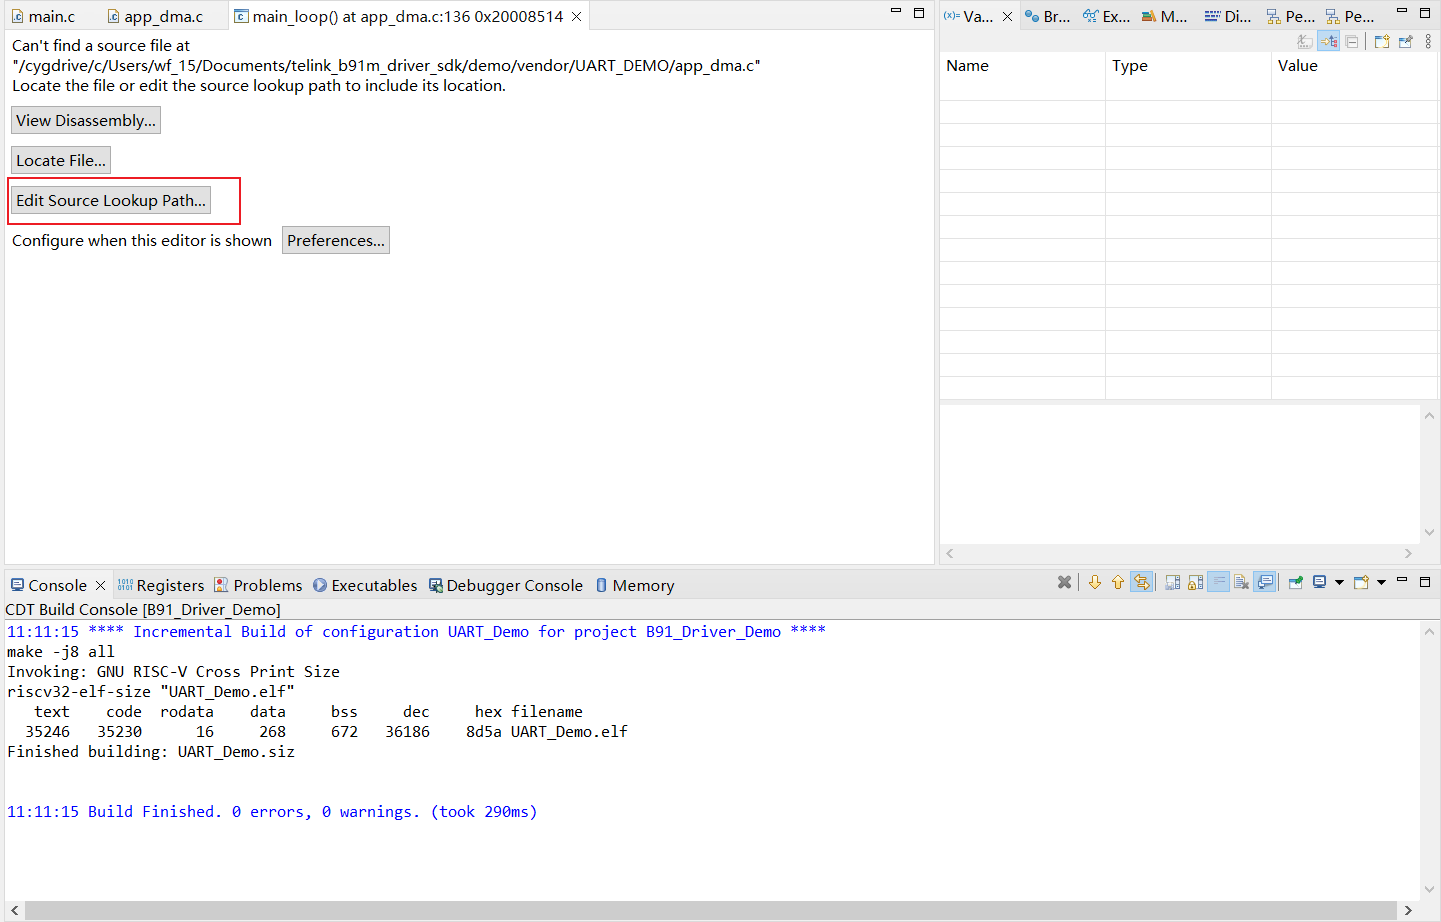 main.c
app_dma.c
main_loop() at app_dma.c:136 0x20008514
Can't find a source file at
"/cygdrive/c/Users/wf_15/Documents/telink_b91m_driver_sdk/demo/vendor/UART_DEMO/app_dma.c"
Locate the file or edit the source lookup path to include its location.
View Disassembly...
Locate File...
Edit Source Lookup Path...
Configure when this editor is shown
Preferences...
(x)= Va...
Br...
Ex...
M...
Di...
Pe...
Pe...
Name
Type
Value
Console
Registers
Problems
Executables
Debugger Console
Memory
CDT Build Console [B91_Driver_Demo]
11:11:15 **** Incremental Build of configuration UART_Demo for project B91_Driver_Demo ****
make -j8 all
Invoking: GNU RISC-V Cross Print Size
riscv32-elf-size "UART_Demo.elf"
text code rodata data bss dec hex filename
35246 35230 16 268 672 36186 8d5a UART_Demo.elf
Finished building: UART_Demo.siz
11:11:15 Build Finished. 0 errors, 0 warnings. (took 290ms)